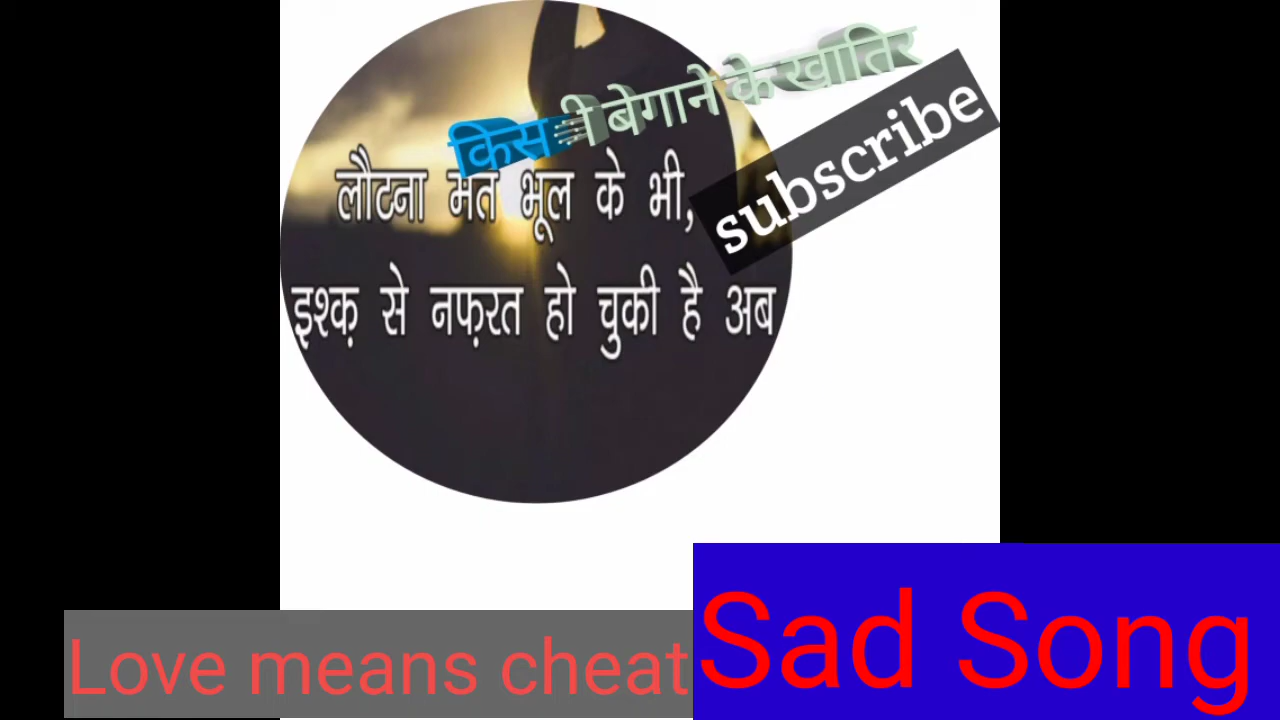 किसी बेगाने के खातिर
subscribe
लौटना मत भूल के भी,
इश्क़ से नफ़रत हो चुकी है अब
Love means cheat
Sad Song